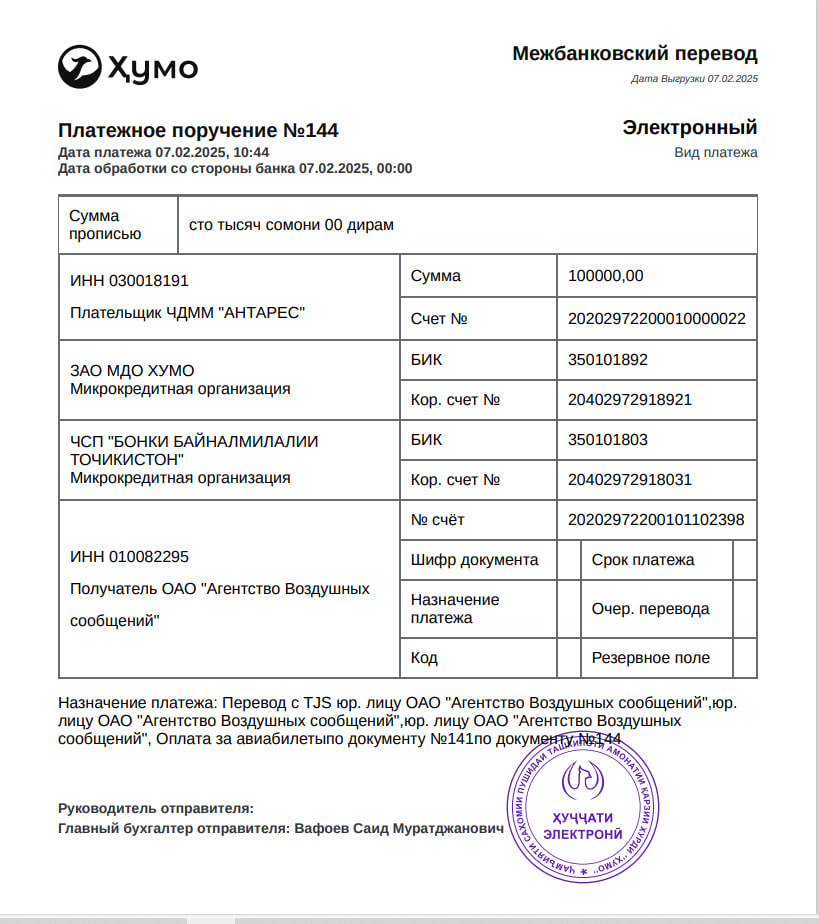 Ҳумо
Межбанковский перевод
Дата Выгрузки 07.02.2025
Платежное поручение №144
Электронный
Дата платежа 07.02.2025, 10:44
Вид платежа
Дата обработки со стороны банка 07.02.2025, 00:00
Сумма
прописью
сто тысяч сомони 00 дирам
ИНН 030018191
Плательщик ЧДММ "АНТАРЕС"
Сумма
100000,00
Счет №
20202972200010000022
ЗАО МДО ХУМО
Микрокредитная организация
БИК
350101892
Кор. счет №
20402972918921
ЧСП "БОНКИ БАЙНАЛМИЛАЛИИ
ТОЧИКИСТОН"
Микрокредитная организация
БИК
350101803
Кор. счет №
20402972918031
ИНН 010082295
Получатель ОАО "Агентство Воздушных
сообщений"
№ счёт
20202972200101102398
Шифр документа
Срок платежа
Назначение
платежа
Очер. перевода
Код
Резервное поле
Назначение платежа: Перевод с TJS юр. лицу ОАО "Агентство Воздушных сообщений",юр.
лицу ОАО "Агентство Воздушных сообщений",юр. лицу ОАО "Агентство Воздушных
сообщений", Оплата за авиабилетыпо документу №141по документу №144
Руководитель отправителя:
Главный бухгалтер отправителя: Вафоев Саид Муратджанович
ҶАМЪИЯТИ САҲОМИИ ПУШИДАИ ТАШКИЛОТИ АМОНАТИИ ҚАРЗИИ ХУРДИ "ҲУМО"
ҲУҶҶАТИ
ЭЛЕКТРОНӢ